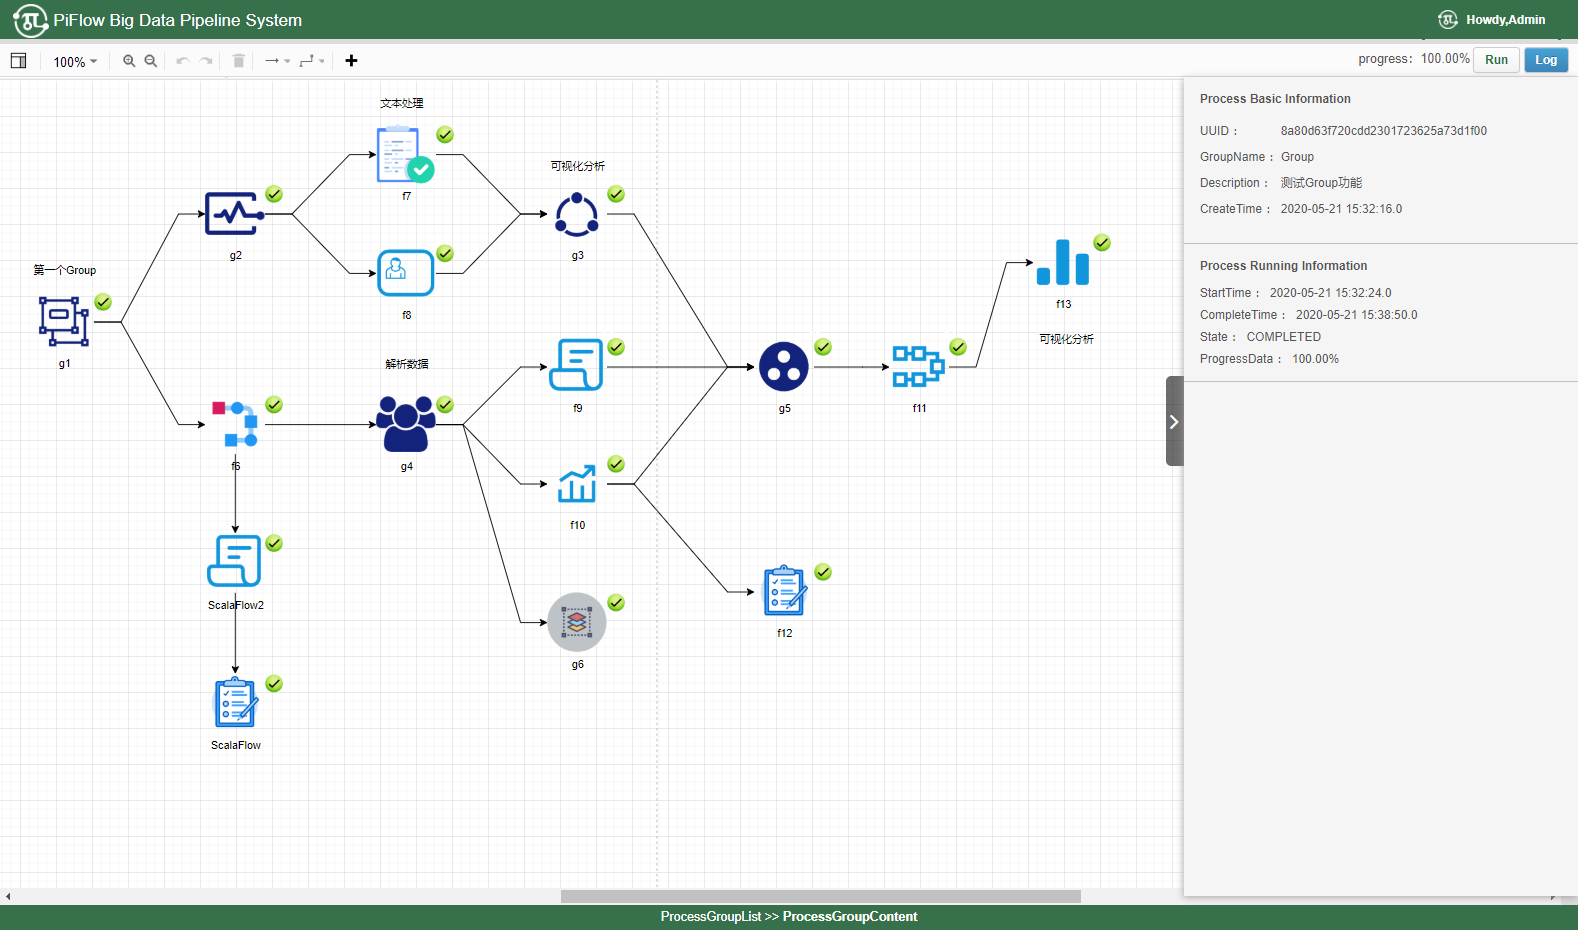 PiFlow Big Data Pipeline System
Howdy,Admin
100%
progress: 100.00%
Run
Log
文本处理
f7
可视化分析
g3
g2
f8
第一个Group
g1
解析数据
g4
f6
f9
f10
g5
f11
f13
可视化分析
ScalaFlow2
g6
f12
ScalaFlow
Process Basic Information
UUID : 8a80d63f720cdd2301723625a73d1f00
GroupName : Group
Description : 测试Group功能
CreateTime : 2020-05-21 15:32:16.0
Process Running Information
StartTime : 2020-05-21 15:32:24.0
CompleteTime : 2020-05-21 15:38:50.0
State : COMPLETED
ProgressData : 100.00%
ProcessGroupList >> ProcessGroupContent